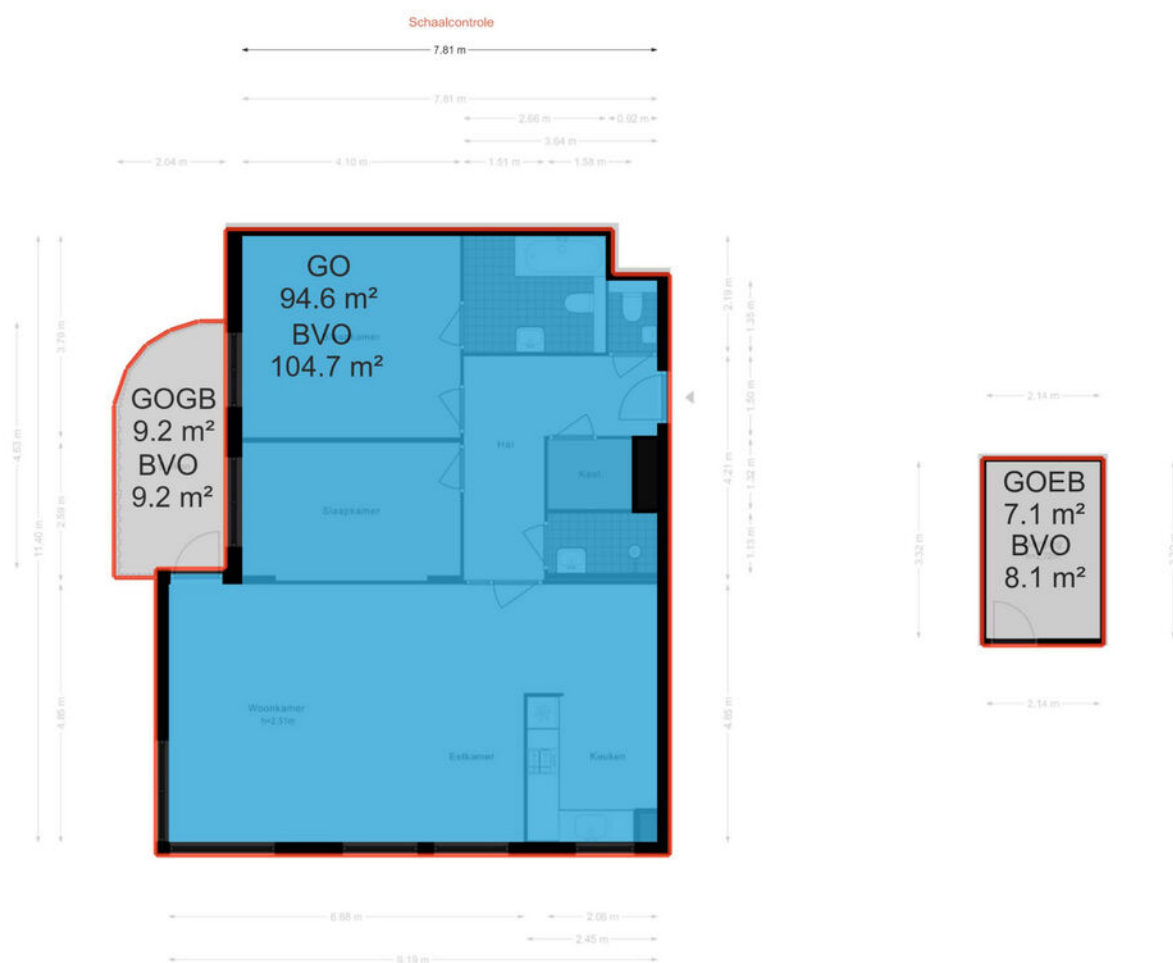 Schaalcontrole
7.81 m
7.81 m
2.66 m
0.92 m
3.64 m
2.04 m
4.10 m
1.51 m
1.58 m
GO
94.6 m²
BVO
104.7 m²
GOGB
9.2 m²
BVO
9.2 m²
Hal
Kast
Slaapkamer
Woonkamer
h=2.51m
Eetkamer
Keuken
11.40 m
3.79 m
4.63 m
2.59 m
4.85 m
2.19 m
1.35 m
1.50 m
4.21 m
1.32 m
1.13 m
4.85 m
6.68 m
2.06 m
2.45 m
9.19 m
2.14 m
GOEB
7.1 m²
BVO
8.1 m²
3.32 m
2.14 m